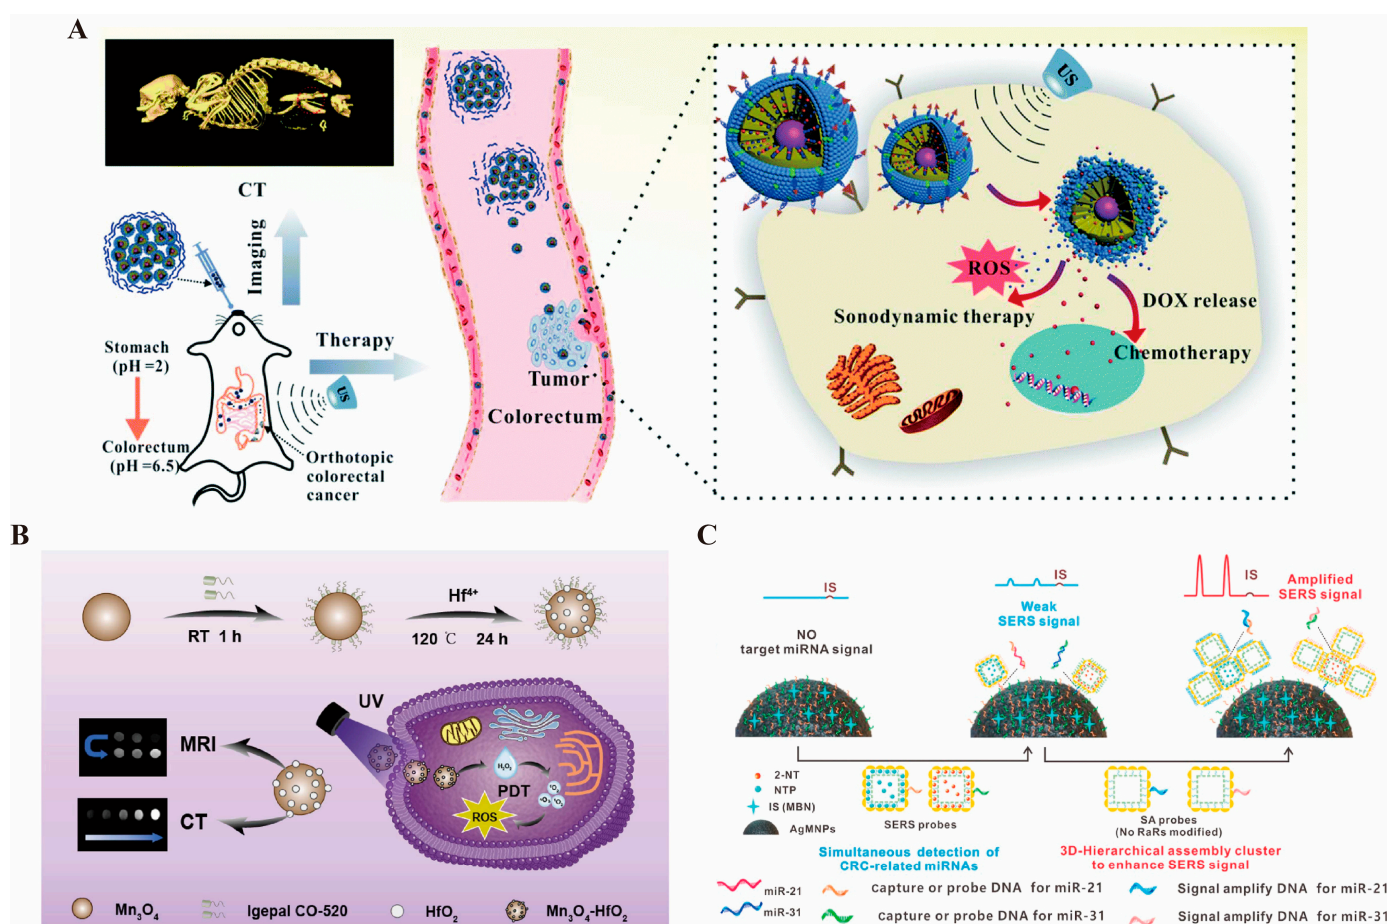 A
CT
Imaging
Stomach
(pH =2)
Colorectum
(pH =6.5)
Therapy
US
Orthotopic
colorectal
cancer
Tumor
Colorectum
US
ROS
Sonodynamic therapy
DOX release
Chemotherapy
B
RT 1 h
Hf4+
120 ℃ 24 h
UV
MRI
CT
H2O2
PDT
ROS
Mn3O4
Igepal CO-520
HfO2
Mn3O4-HfO2
C
IS
NO
target miRNA signal
IS
Weak
SERS signal
IS
Amplified
SERS signal
2-NT
NTP
IS (MBN)
AgMNPs
SERS probes
SA probes
(No RaRs modified)
Simultaneous detection of
CRC-related miRNAs
3D-Hierarchical assembly cluster
to enhance SERS signal
miR-21 capture or probe DNA for miR-21 Signal amplify DNA for miR-21
miR-31 capture or probe DNA for miR-31 Signal amplify DNA for miR-31